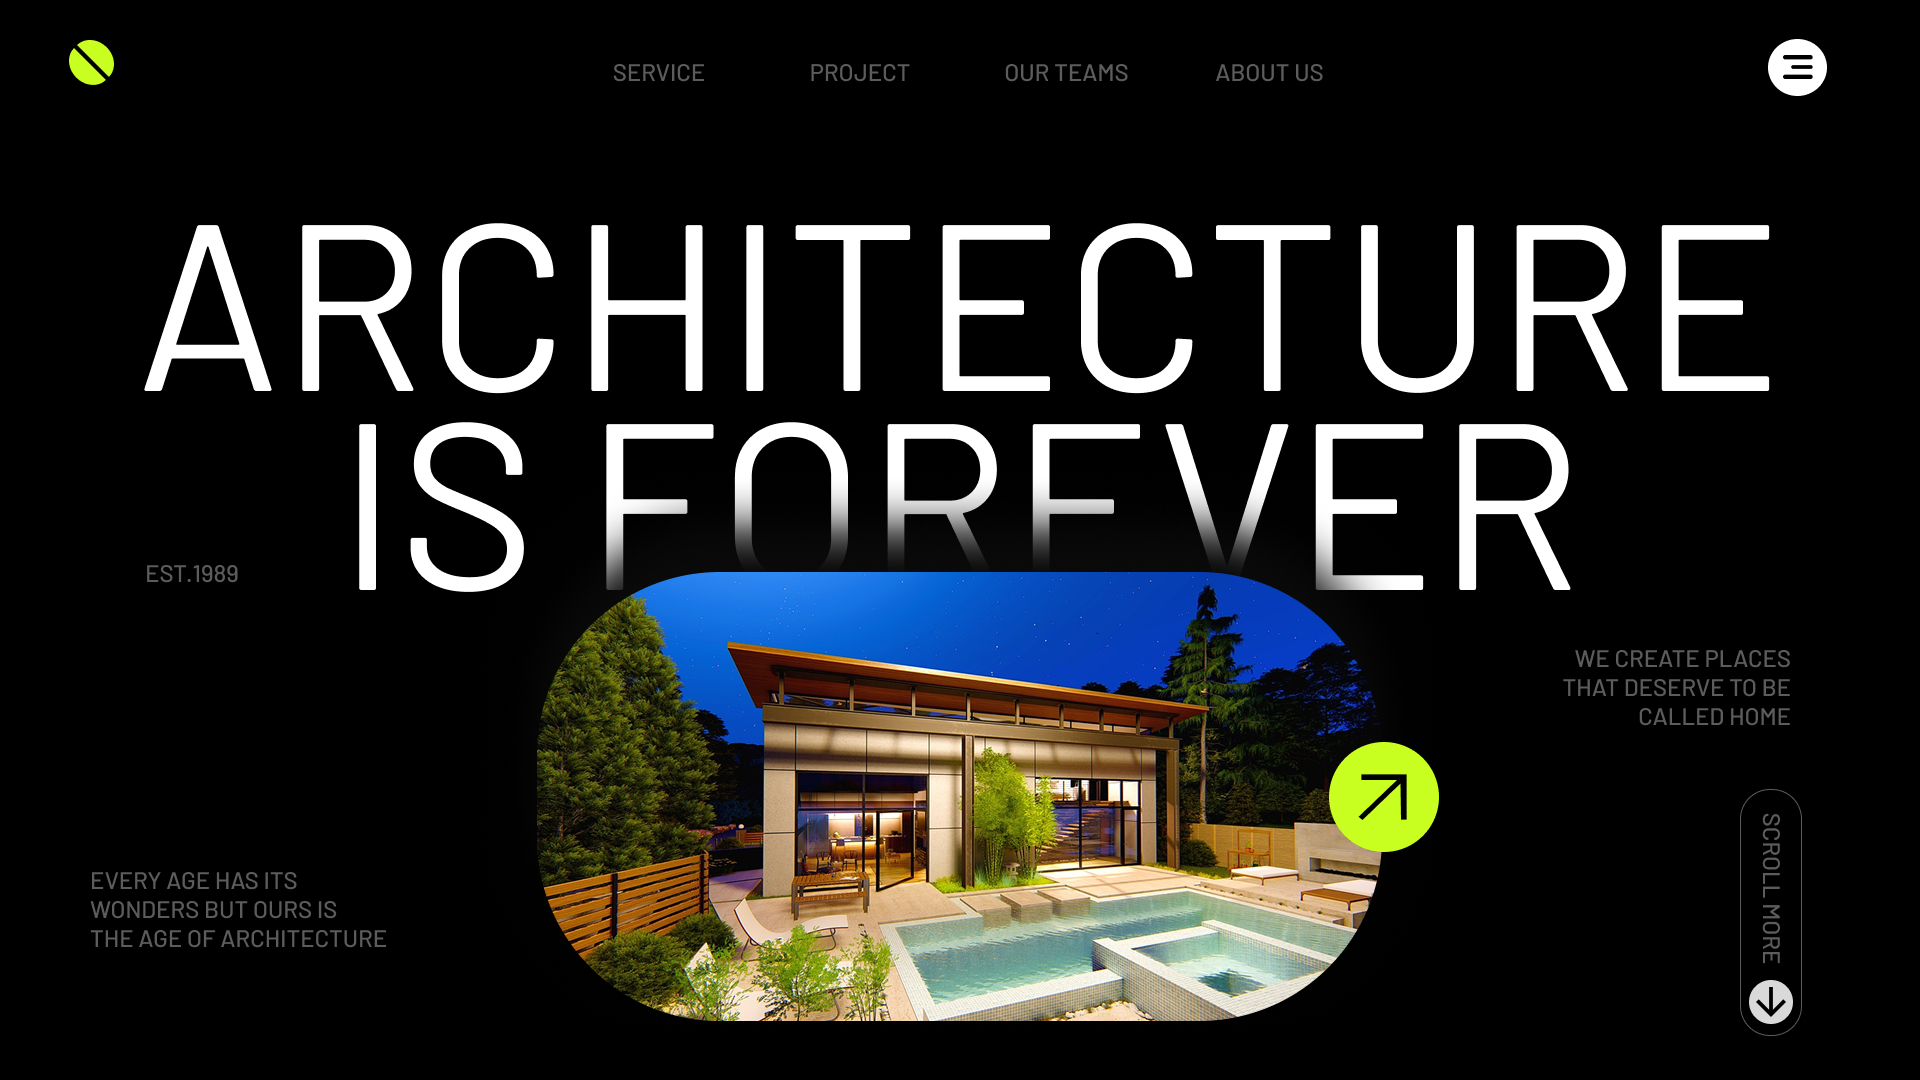 SERVICE
PROJECT
OUR TEAMS
ABOUT US
ARCHITECTURE
IS FOREVER
EST.1989
WE CREATE PLACES
THAT DESERVE TO BE
CALLED HOME
EVERY AGE HAS ITS
WONDERS BUT OURS IS
THE AGE OF ARCHITECTURE
SCROLL MORE